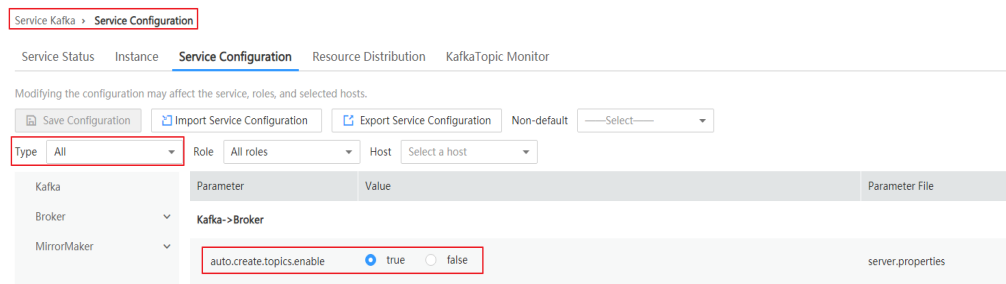 Service Kafka > Service Configuration
Service Status Instance Service Configuration Resource Distribution KafkaTopic Monitor
Modifying the configuration may affect the service, roles, and selected hosts.
Save Configuration Import Service Configuration Export Service Configuration Non-default ——Select——
Type All Role All roles Host Select a host
Kafka Parameter Value Parameter File
Broker Kafka->Broker
MirrorMaker
auto.create.topics.enable true false server.properties